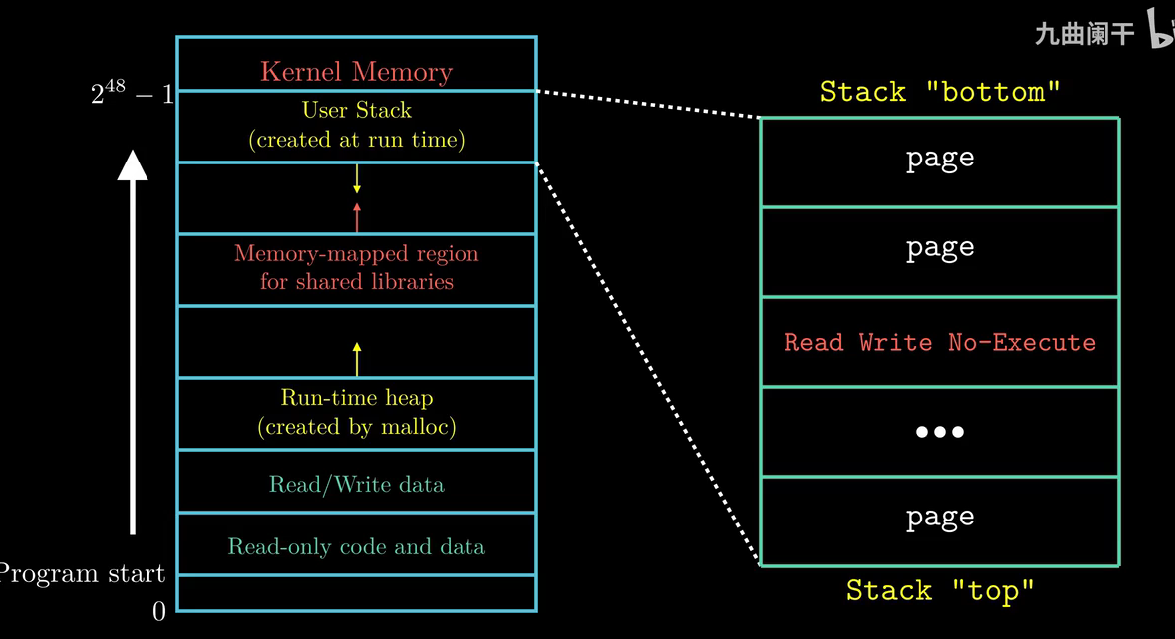 九曲阑干
Kernel Memory
2^48 − 1
User Stack
(created at run time)
Memory-mapped region
for shared libraries
Run-time heap
(created by malloc)
Read/Write data
Read-only code and data
Program start
0
Stack "bottom"
page
page
Read Write No-Execute
•••
page
Stack "top"